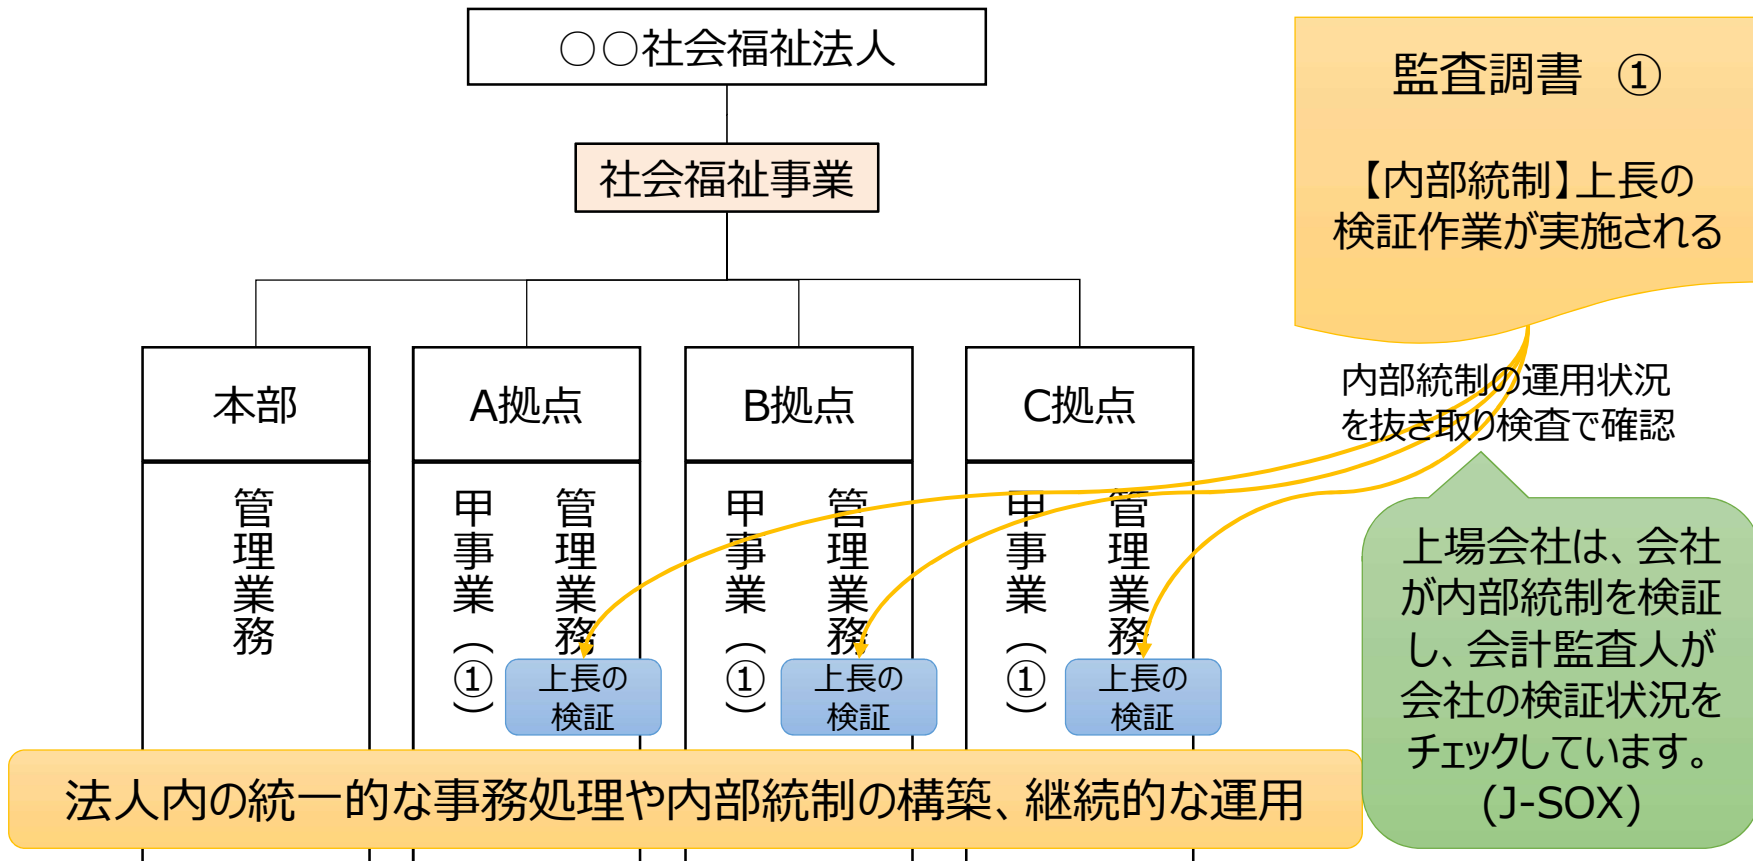 ○○社会福祉法人
社会福祉事業
監査調書 ①
【内部統制】上長の
検証作業が実施される
内部統制の運用状況
を抜き取り検査で確認
本部
A拠点
B拠点
C拠点
管理業務
甲事業(①)
管理業務
上長の
検証
甲事業(①)
管理業務
上長の
検証
甲事業(①)
管理業務
上長の
検証
上場会社は、会社
が内部統制を検証
し、会計監査人が
会社の検証状況を
チェックしています。
(J-SOX)
法人内の統一的な事務処理や内部統制の構築、継続的な運用